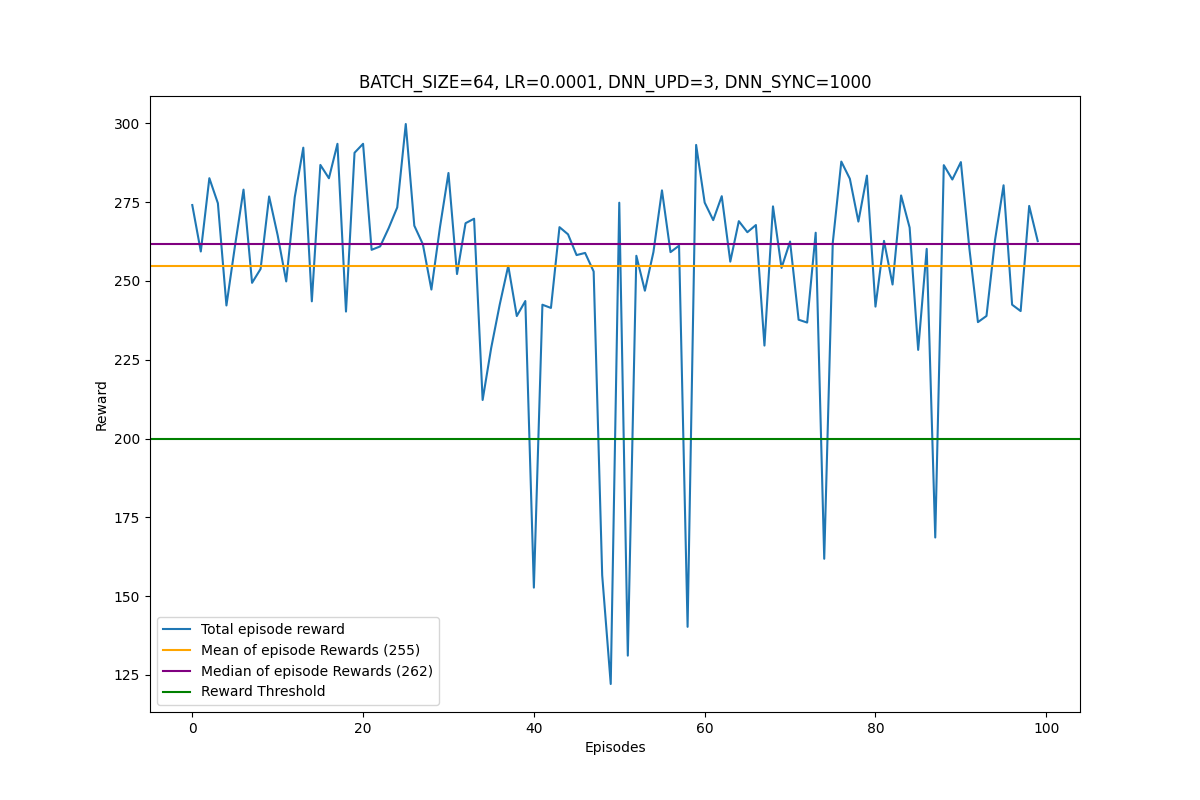 BATCH_SIZE=64, LR=0.0001, DNN_UPD=3, DNN_SYNC=1000
300
275
250
225
200
175
150
125
Reward
Total episode reward
Mean of episode Rewards (255)
Median of episode Rewards (262)
Reward Threshold
0 20 40 60 80 100
Episodes